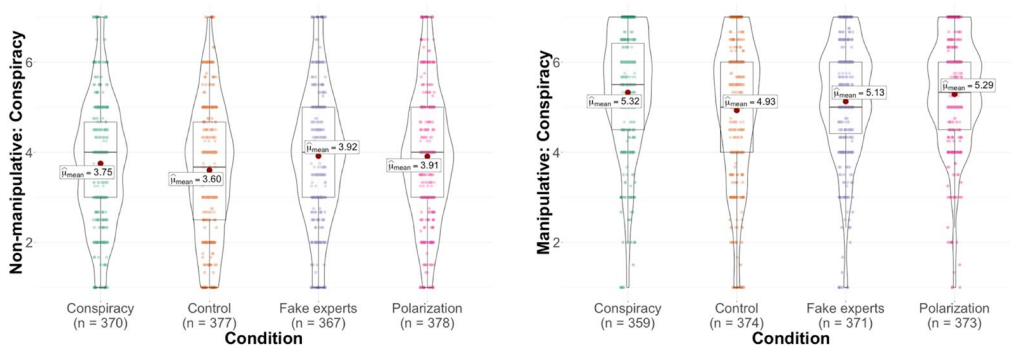 Non-manipulative: Conspiracy
6
4
2
μ̂mean = 3.75
μ̂mean = 3.60
μ̂mean = 3.92
μ̂mean = 3.91
Conspiracy
(n = 370)
Control
(n = 377)
Fake experts
(n = 367)
Polarization
(n = 378)
Condition
Manipulative: Conspiracy
6
4
2
μ̂mean = 5.32
μ̂mean = 4.93
μ̂mean = 5.13
μ̂mean = 5.29
Conspiracy
(n = 359)
Control
(n = 374)
Fake experts
(n = 371)
Polarization
(n = 373)
Condition